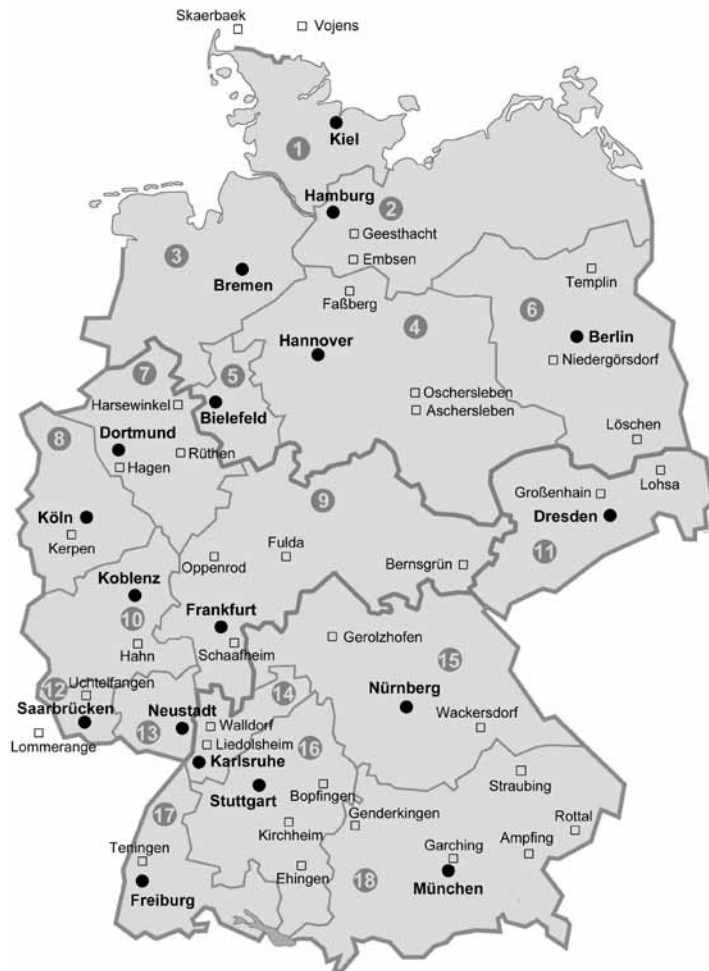 Skaerbaek
Vojens
Kiel
1
Hamburg
2
Geesthacht
Embsen
3
Bremen
Templin
Faßberg
4
6
Berlin
Hannover
Niedergörsdorf
7
5
Oschersleben
Harsewinkel
Bielefeld
Aschersleben
8
Dortmund
Löschen
Rüthen
Hagen
Lohsa
9
Großenhain
Köln
Dresden
Kerpen
Fulda
11
Oppenrod
Bernsgrün
Koblenz
10
Frankfurt
Gerolzhofen
Hahn
Schaafheim
15
Uchtelfangen
12
14
Nürnberg
Saarbrücken
Neustadt
Wackersdorf
13
Walldorf
Lommerange
Liedolsheim
16
Karlsruhe
Stuttgart
Bopfingen
Straubing
17
Genderkingen
Rottal
Kirchheim
Ampfing
Teningen
Garching
Ehingen
18
München
Freiburg